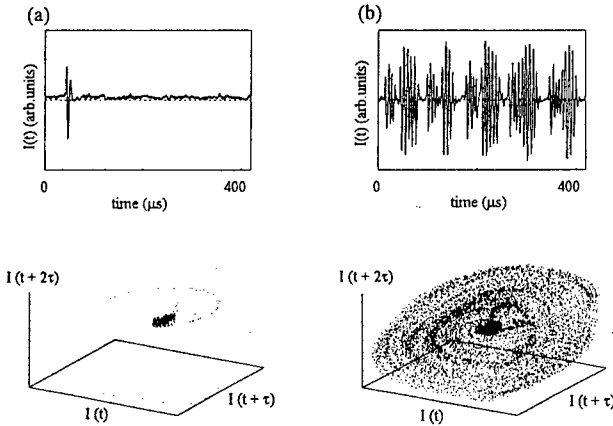 (a)
(b)
I(t) (arb.units)
0
400
time (μs)
I(t) (arb.units)
0
400
time (μs)
I (t + 2τ)
I (t)
I (t + τ)
I (t + 2τ)
I (t)
I (t + τ)